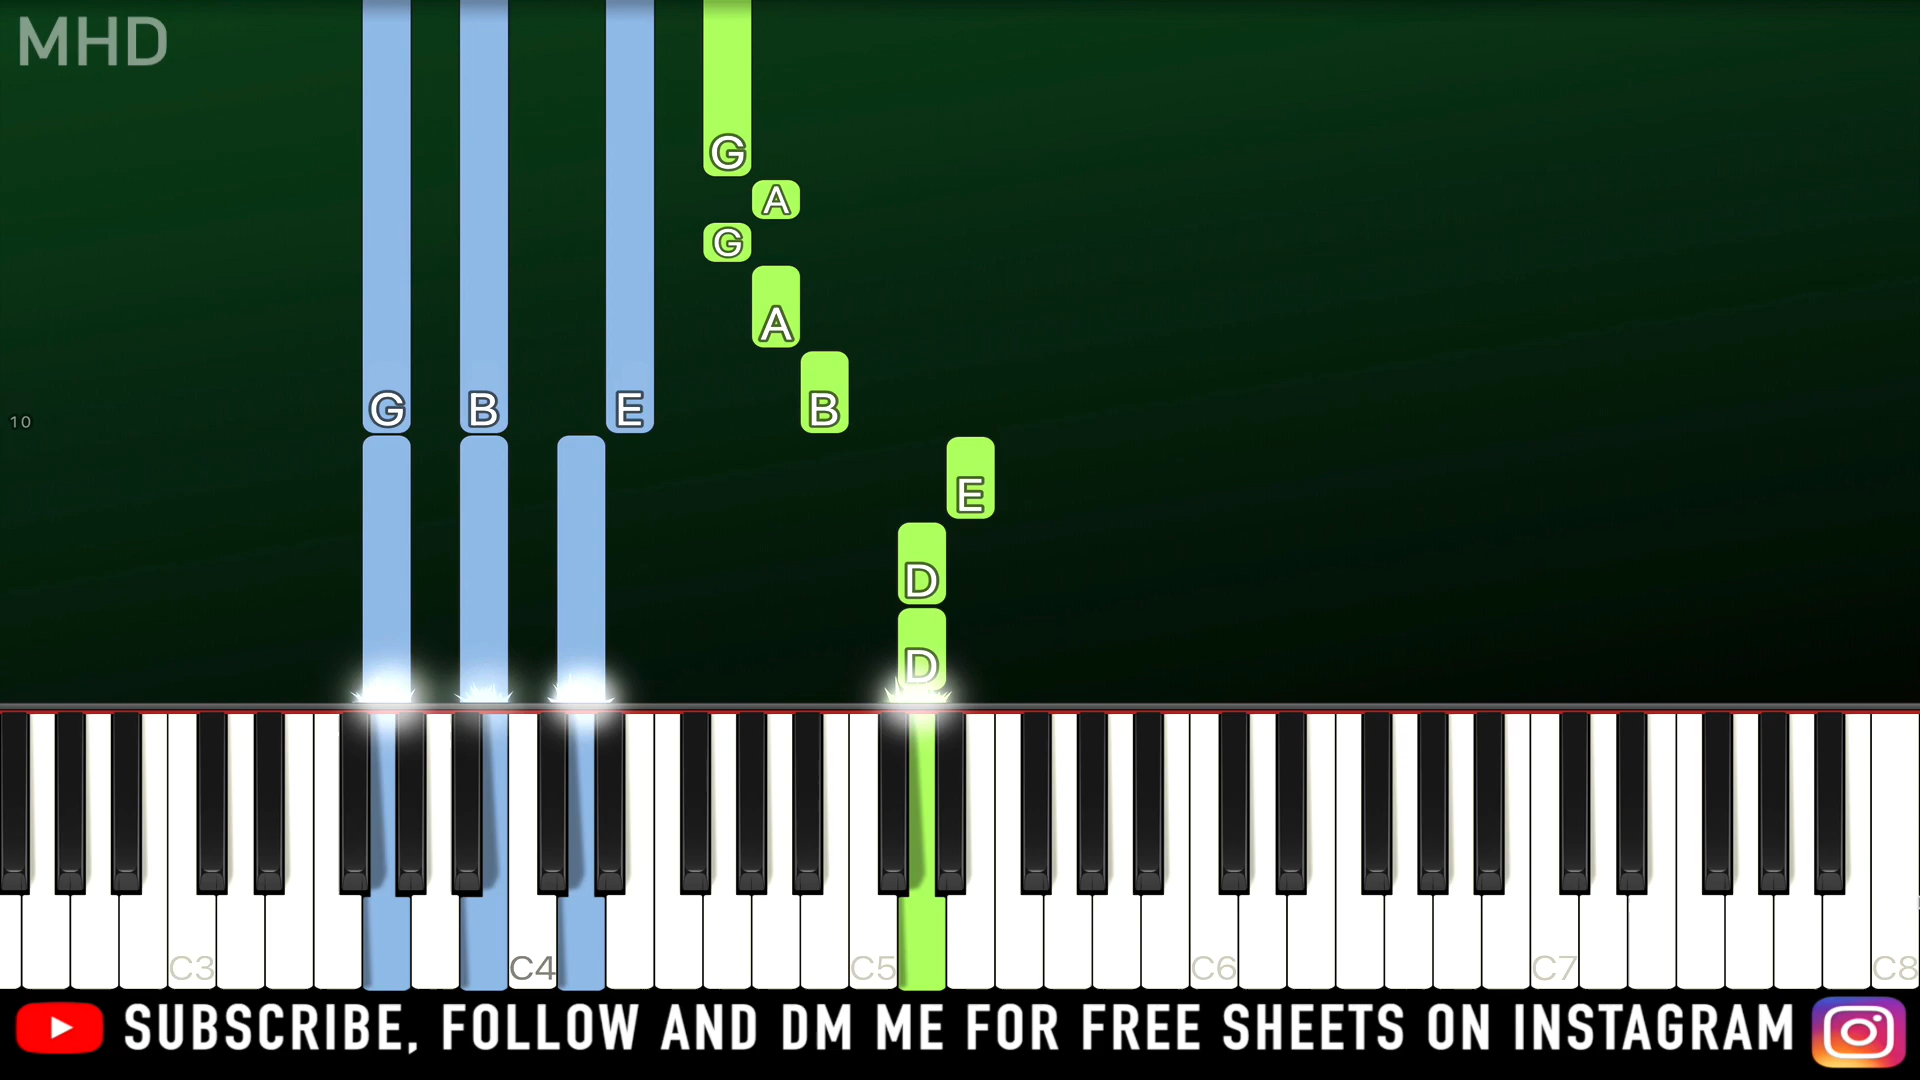 MHD
G
A
G
A
G B E B
10
E
D
D
C3 C4 C5 C6 C7 C8
SUBSCRIBE, FOLLOW AND DM ME FOR FREE SHEETS ON INSTAGRAM